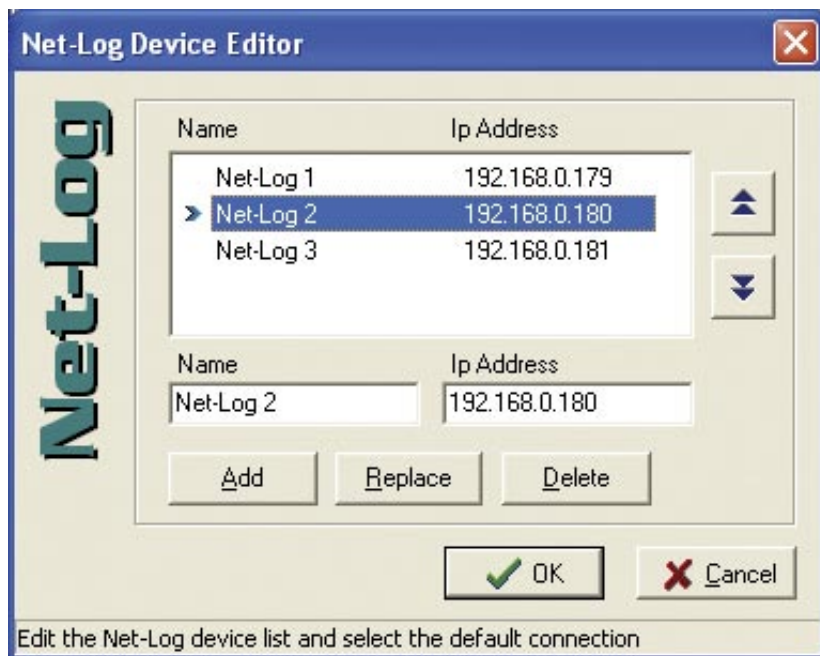 Net-Log Device Editor
Net-Log
Name Ip Address
Net-Log 1 192.168.0.179
Net-Log 2 192.168.0.180
Net-Log 3 192.168.0.181
Name Ip Address
Net-Log 2 192.168.0.180
Add Replace Delete
OK Cancel
Edit the Net-Log device list and select the default connection